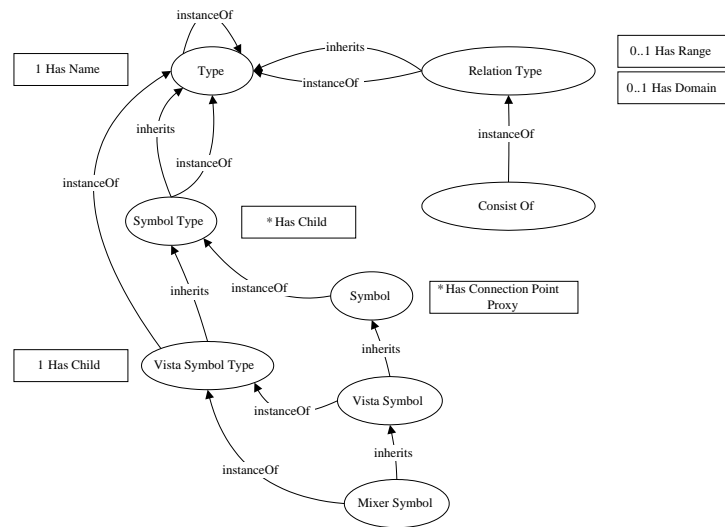 instanceOf
inherits
0..1 Has Range
1 Has Name
Type
Relation Type
instanceOf
0..1 Has Domain
inherits
instanceOf
instanceOf
instanceOf
Symbol Type
* Has Child
Consist Of
inherits
instanceOf
Symbol
* Has Connection Point
Proxy
inherits
1 Has Child
Vista Symbol Type
instanceOf
Vista Symbol
inherits
instanceOf
Mixer Symbol